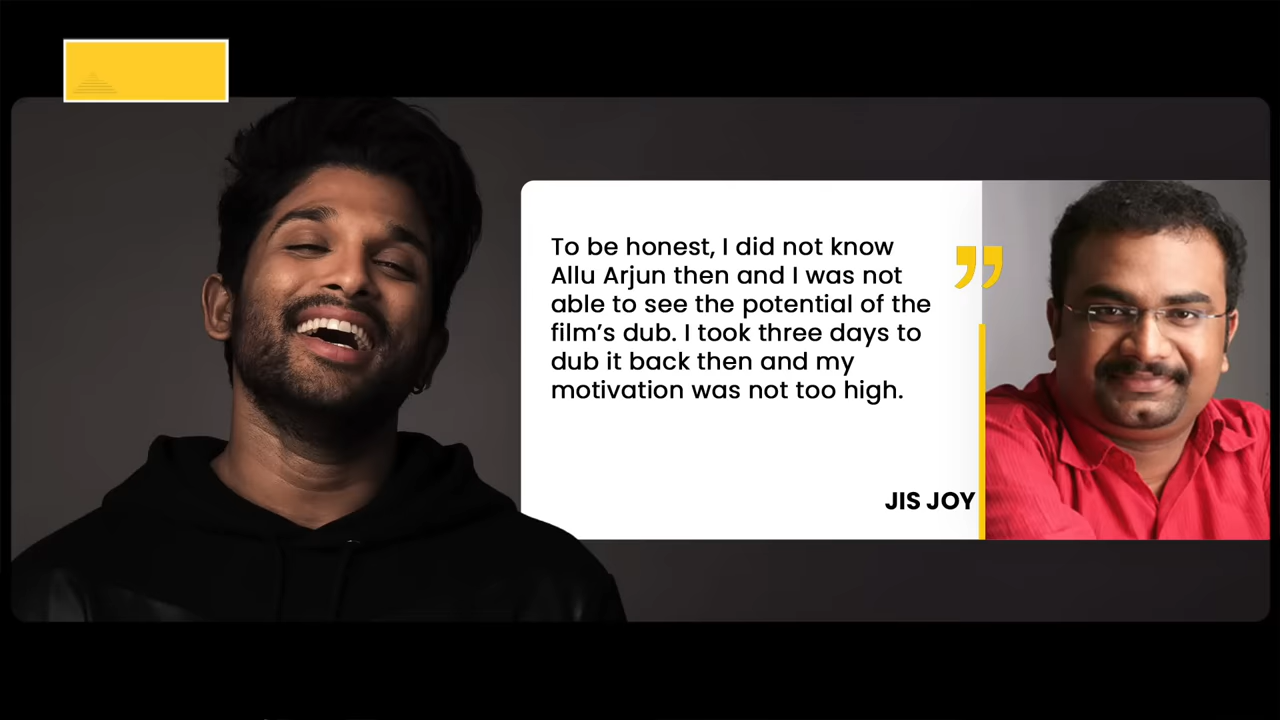 To be honest, I did not know
Allu Arjun then and I was not
able to see the potential of the
film’s dub. I took three days to
dub it back then and my
motivation was not too high.
”
JIS JOY